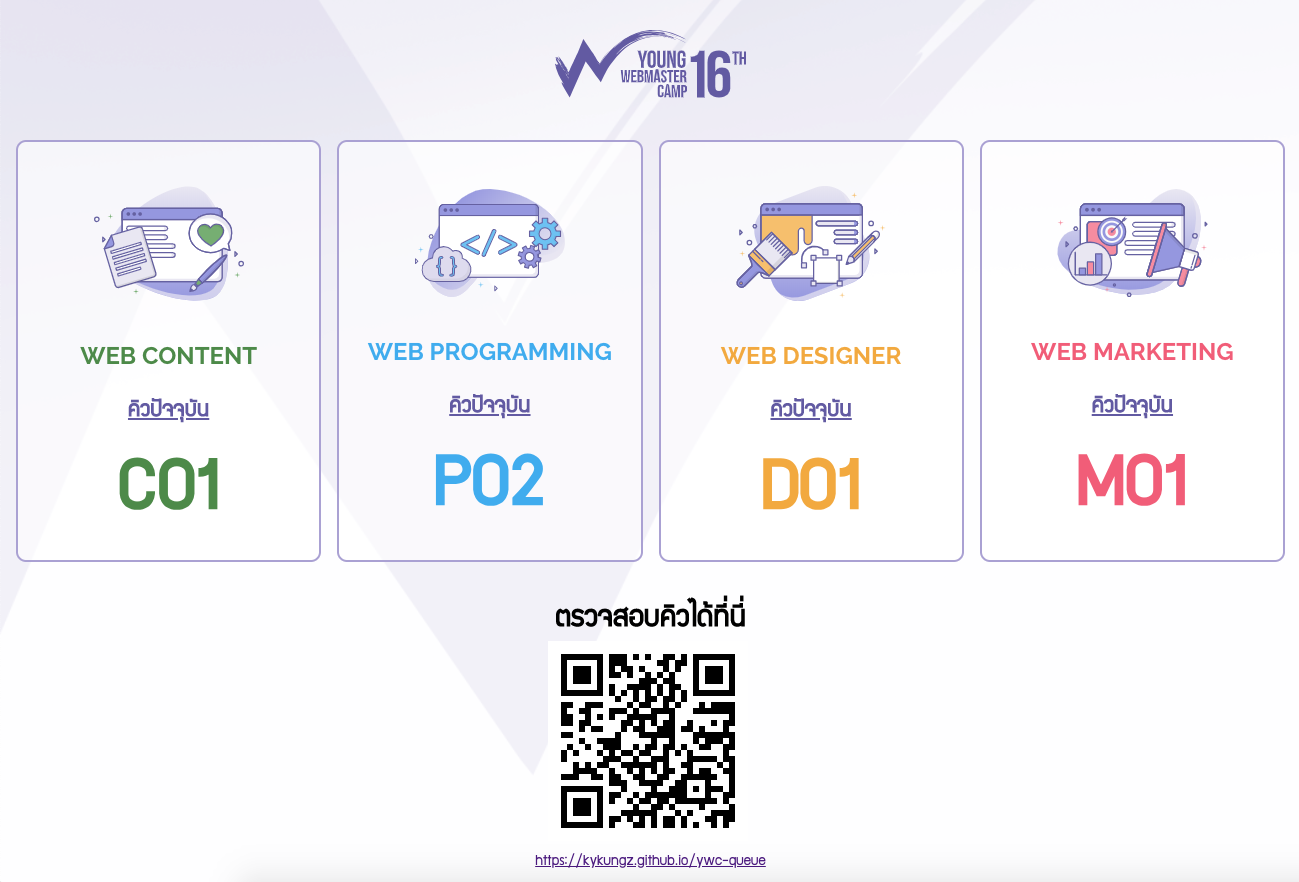 YOUNG
WEBMASTER
CAMP
16TH
WEB CONTENT
คิวปัจจุบัน
C01
WEB PROGRAMMING
คิวปัจจุบัน
P02
WEB DESIGNER
คิวปัจจุบัน
D01
WEB MARKETING
คิวปัจจุบัน
M01
ตรวจสอบคิวได้ที่นี่
https://kykungz.github.io/ywc-queue